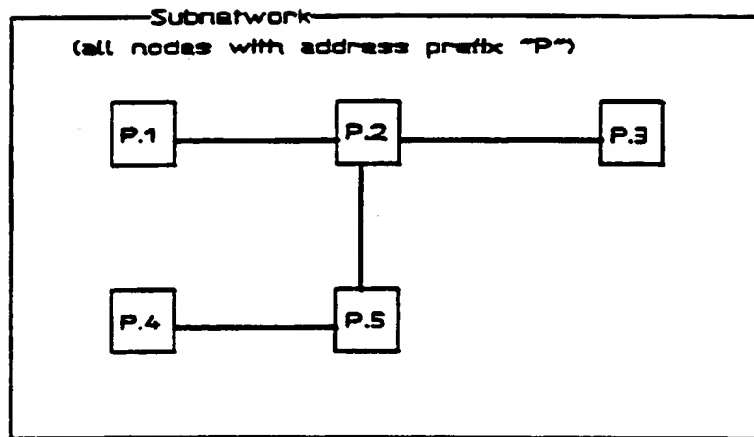 Subnetwork
(all nodes with address prefix "P")
P.1 P.2 P.3
P.4 P.5